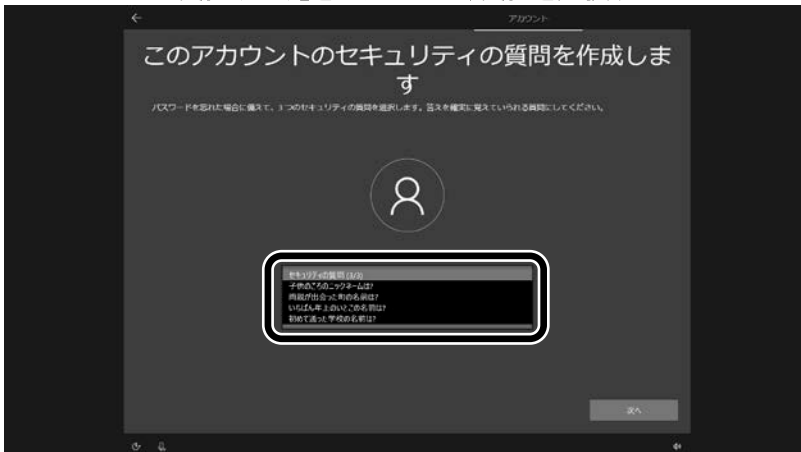 アカウント
このアカウントのセキュリティの質問を作成しま
す
パスワードを忘れた場合に備えて、3 つのセキュリティの質問を選択します。答えを確実に覚えていられる質問にしてください。
セキュリティの質問 (3/3)
子供のころのニックネームは?
両親が出会った町の名前は?
いちばん年上のいとこの名前は?
初めて通った学校の名前は?
次へ